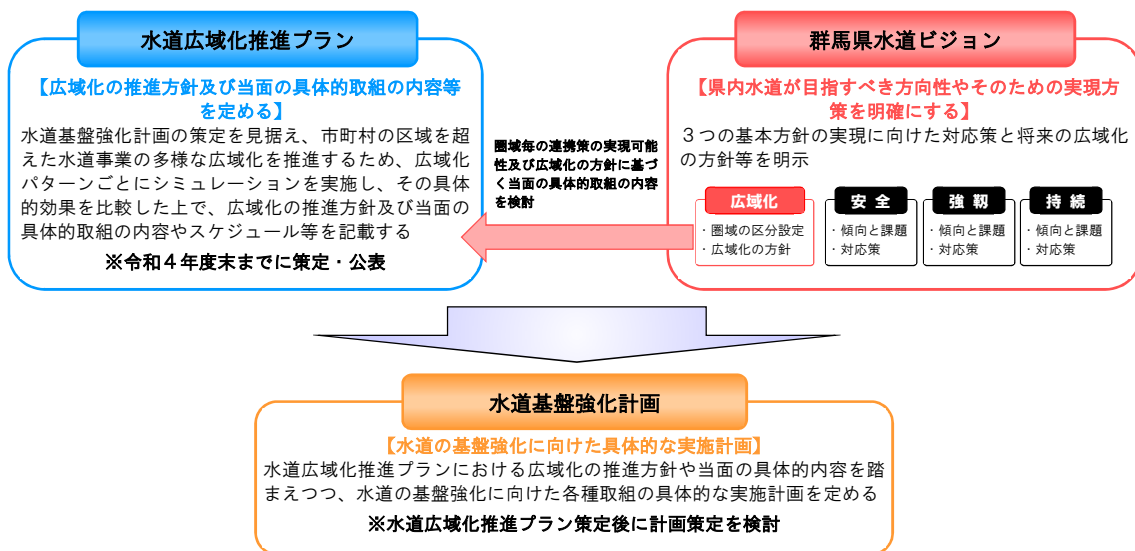 水道広域化推進プラン
【広域化の推進方針及び当面の具体的取組の内容等
を定める】
水道基盤強化計画の策定を見据え、市町村の区域を超
えた水道事業の多様な広域化を推進するため、広域化
パターンごとにシミュレーションを実施し、その具体
的効果を比較した上で、広域化の推進方針及び当面の
具体的取組の内容やスケジュール等を記載する
※令和４年度末までに策定・公表
圏域毎の連携策の実現可能
性及び広域化の方針に基づ
く当面の具体的取組の内容
を検討
群馬県水道ビジョン
【県内水道が目指すべき方向性やそのための実現方
策を明確にする】
３つの基本方針の実現に向けた対応策と将来の広域化
の方針等を明示
広域化
・圏域の区分設定
・広域化の方針
安 全
・傾向と課題
・対応策
強 靭
・傾向と課題
・対応策
持 続
・傾向と課題
・対応策
水道基盤強化計画
【水道の基盤強化に向けた具体的な実施計画】
水道広域化推進プランにおける広域化の推進方針や当面の具体的内容を踏
まえつつ、水道の基盤強化に向けた各種取組の具体的な実施計画を定める
※水道広域化推進プラン策定後に計画策定を検討